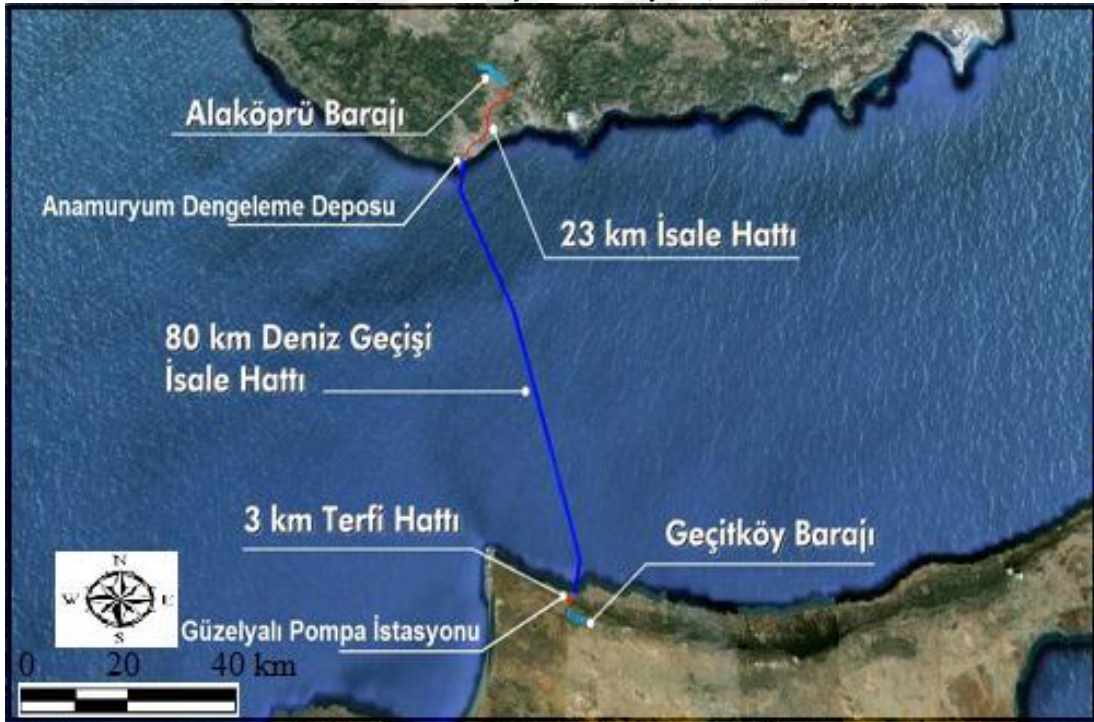 Alaköprü Barajı
Anamuryum Dengeleme Deposu
23 km İsale Hattı
80 km Deniz Geçişi
İsale Hattı
3 km Terfi Hattı
Geçitköy Barajı
N
W E
S
Güzelyalı Pompa İstasyonu
0 20 40 km